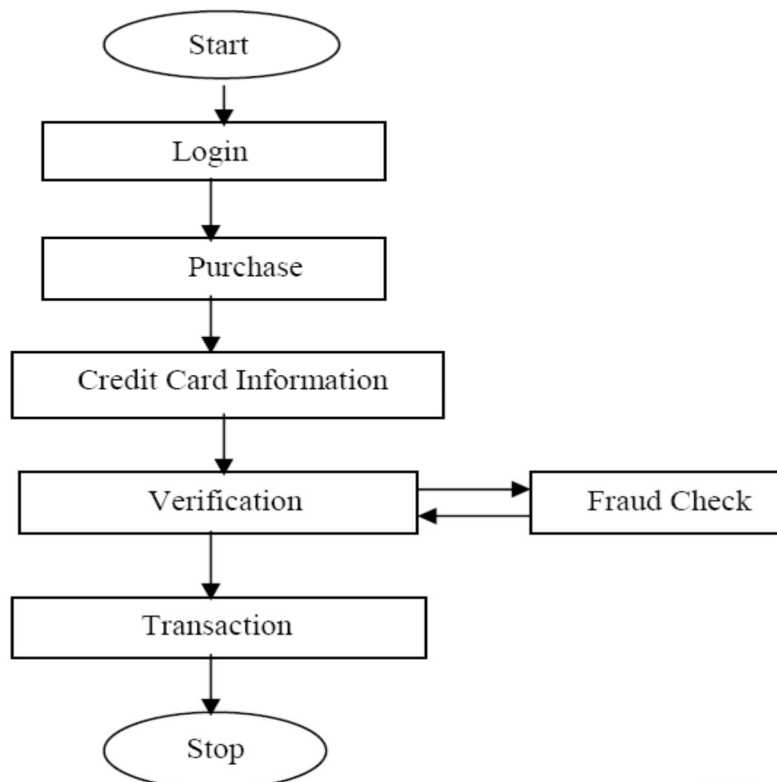 Start
Login
Purchase
Credit Card Information
Verification
Fraud Check
Transaction
Stop